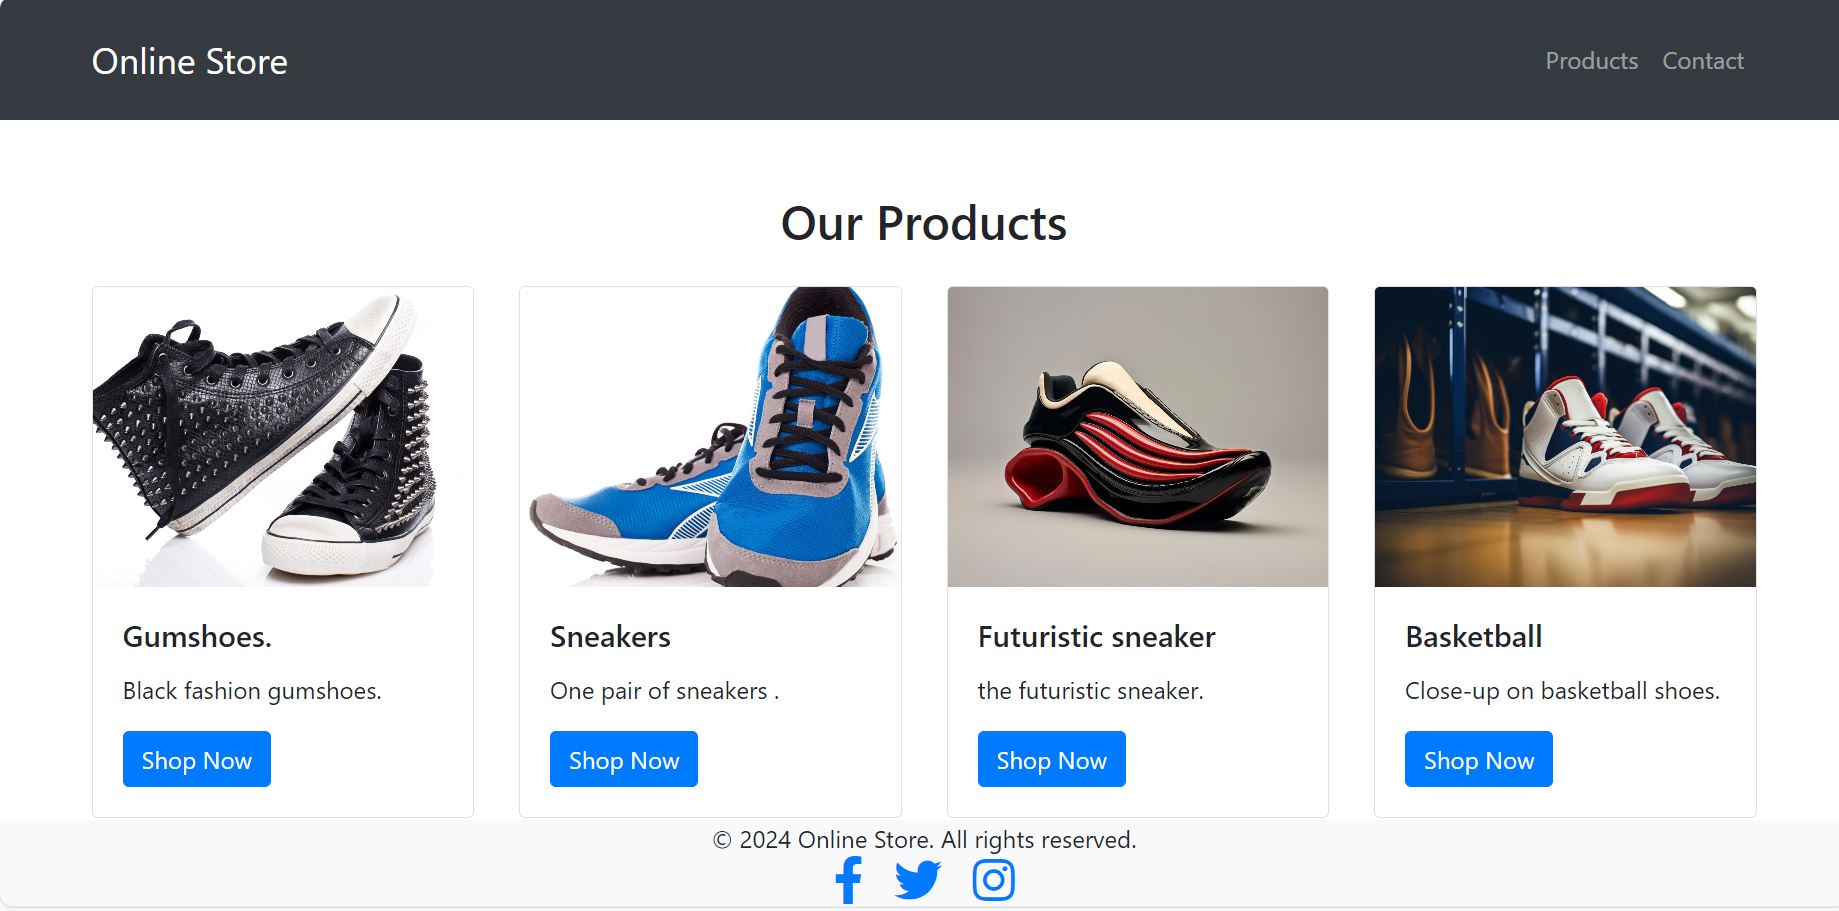 Online Store
Products Contact
Our Products
Gumshoes.
Black fashion gumshoes.
Shop Now
Sneakers
One pair of sneakers .
Shop Now
Futuristic sneaker
the futuristic sneaker.
Shop Now
Basketball
Close-up on basketball shoes.
Shop Now
© 2024 Online Store. All rights reserved.